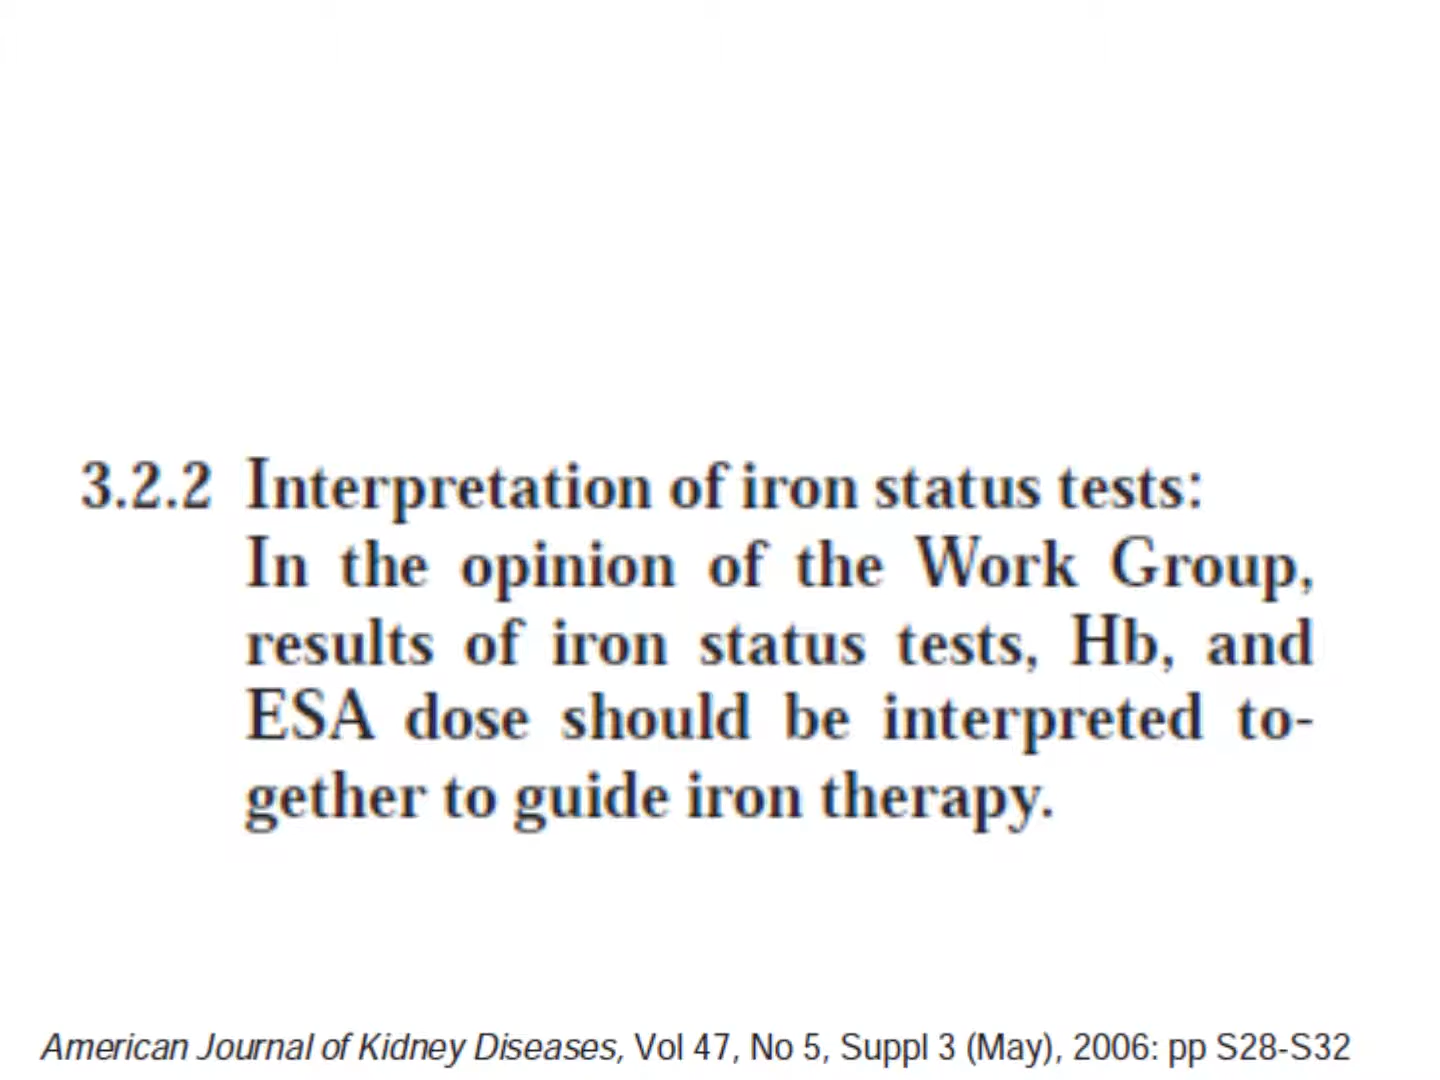 3.2.2 Interpretation of iron status tests:
In the opinion of the Work Group,
results of iron status tests, Hb, and
ESA dose should be interpreted to-
gether to guide iron therapy.
American Journal of Kidney Diseases, Vol 47, No 5, Suppl 3 (May), 2006: pp S28-S32